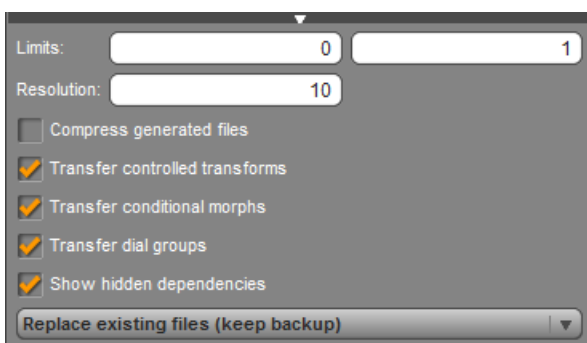 Limits: 0 1
Resolution: 10
Compress generated files
Transfer controlled transforms
Transfer conditional morphs
Transfer dial groups
Show hidden dependencies
Replace existing files (keep backup)